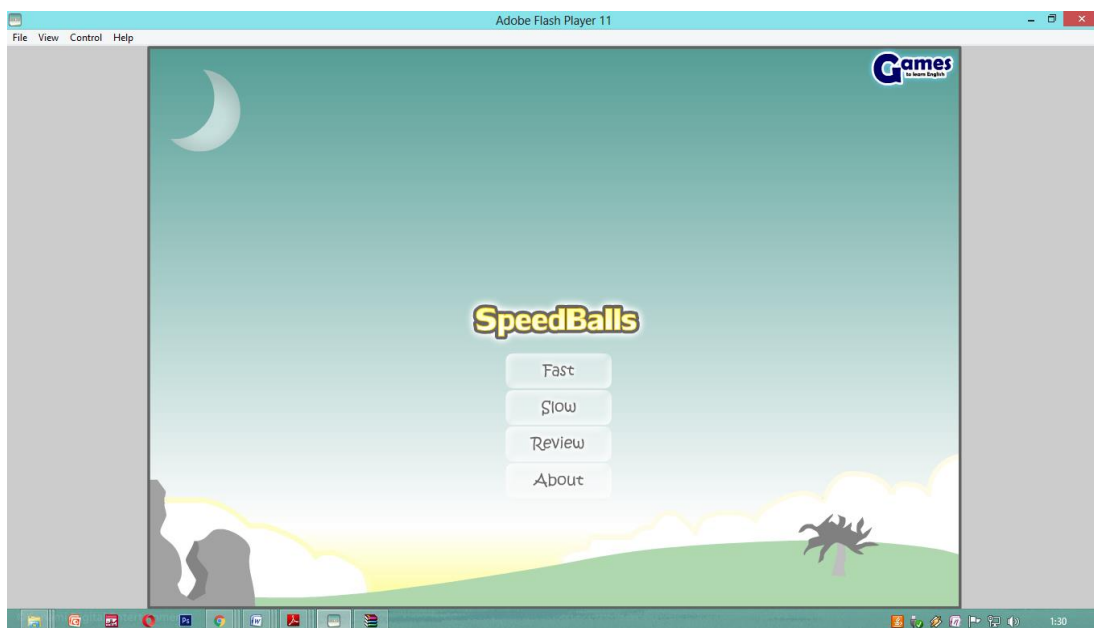 Adobe Flash Player 11
File View Control Help
Games
to learn English
SpeedBalls
Fast
Slow
Review
About
Ps
1:30